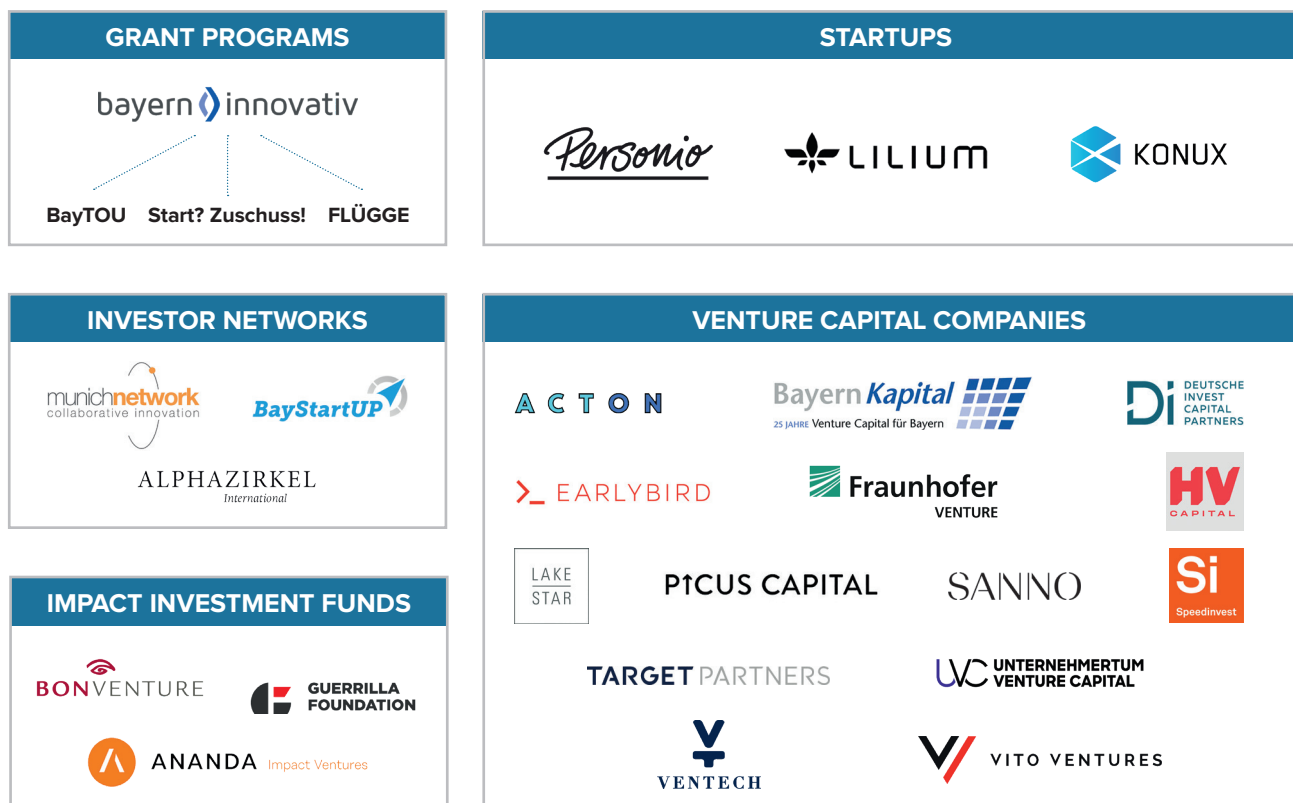 GRANT PROGRAMS
bayern innovativ
BayTOU Start? Zuschuss! FLÜGGE
STARTUPS
Personio
LILIUM
KONUX
INVESTOR NETWORKS
munichnetwork
collaborative innovation
BayStartUP
ALPHAZIRKEL
International
IMPACT INVESTMENT FUNDS
BONVENTURE
GUERRILLA
FOUNDATION
ANANDA Impact Ventures
VENTURE CAPITAL COMPANIES
ACTON
Bayern Kapital
25 JAHRE Venture Capital für Bayern
Di
DEUTSCHE
INVEST
CAPITAL
PARTNERS
>_ EARLYBIRD
Fraunhofer
VENTURE
HV
CAPITAL
LAKE
STAR
P↑CUS CAPITAL
SANNO
Si
Speedinvest
TARGET PARTNERS
UVC
UNTERNEHMERTUM
VENTURE CAPITAL
VENTECH
VITO VENTURES